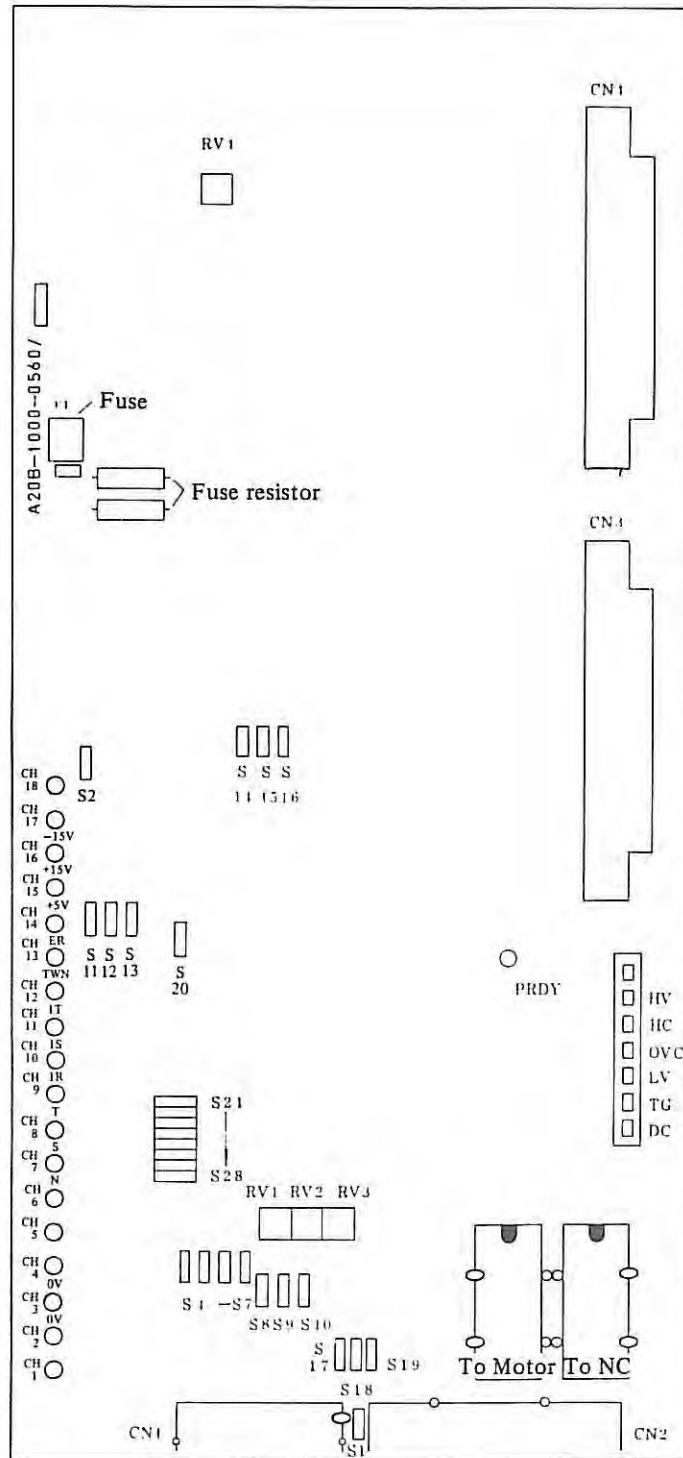 CN4
RV4
A20B-1000-0560/
F1
Fuse
Fuse resistor
CN3
S2
S S S
14 15 16
CH 18
CH 17
-15V
CH 16
+15V
CH 15
+5V
CH 14
ER
CH 13
TWN
CH 12
IT
CH 11
IS
CH 10
IR
CH 9
T
CH 8
S
CH 7
N
CH 6
CH 5
CH 4
0V
CH 3
0V
CH 2
CH 1
S S S
11 12 13
S
20
PRDY
HV
HC
OVC
LV
TG
DC
S21
S28
RV1 RV2 RV3
S4 -S7
S8 S9 S10
S
17
S19
S18
To Motor To NC
CN1
S1
CN2